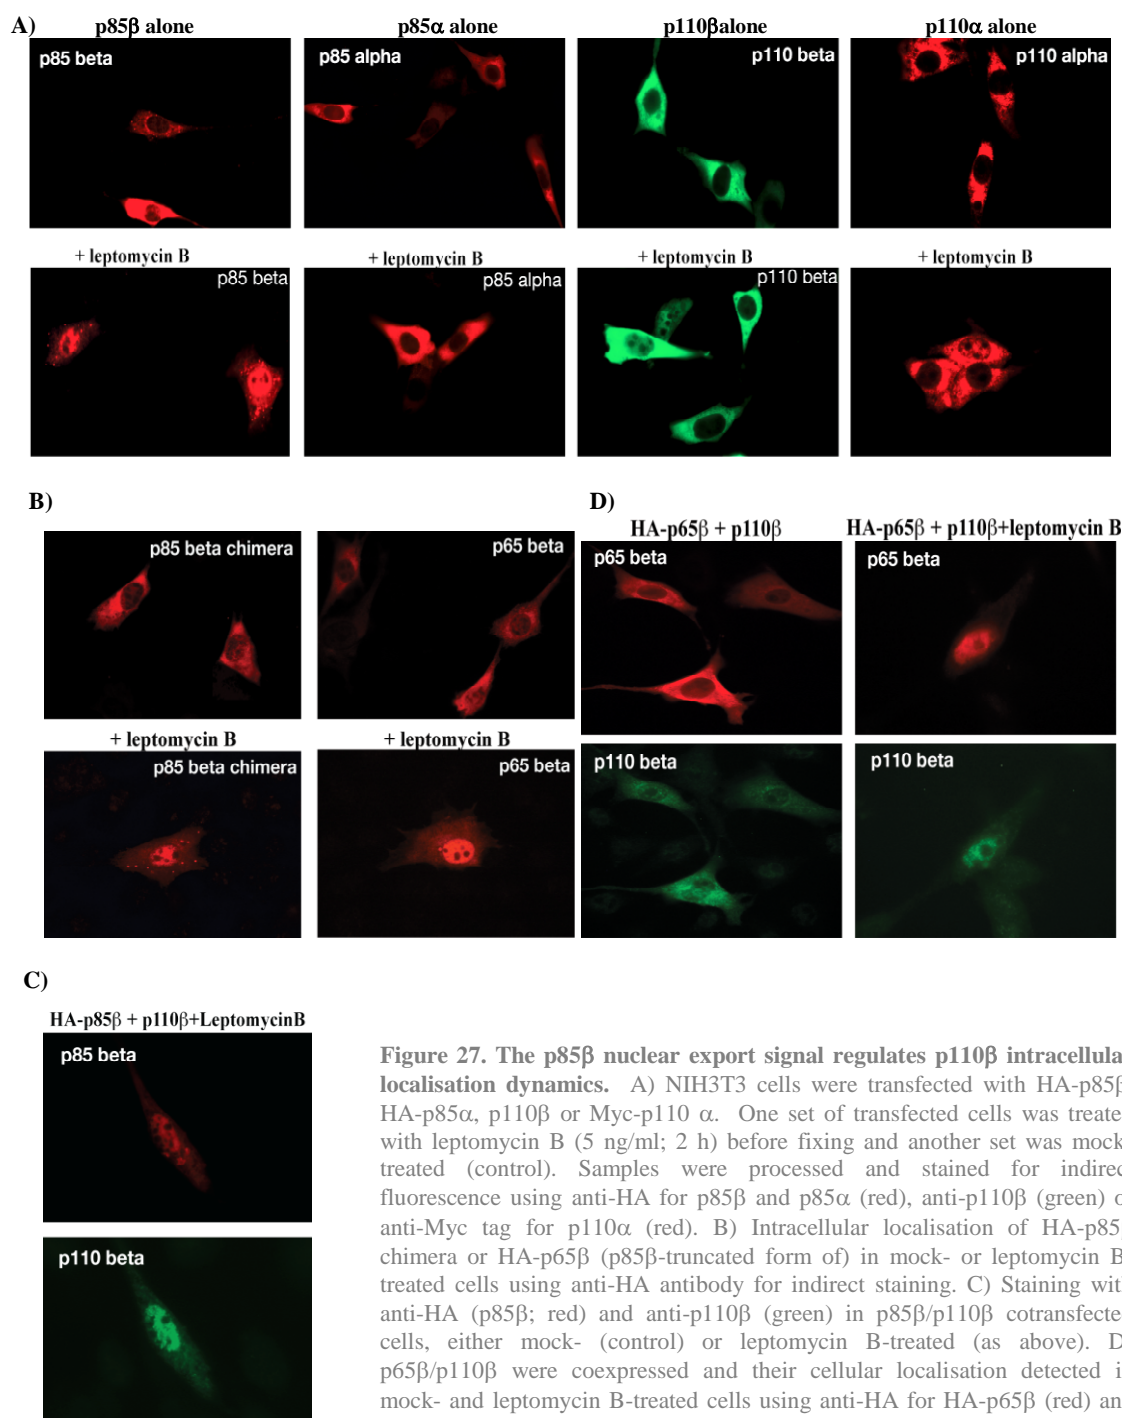 A)
p85β alone
p85α alone
p110βalone
p110α alone
p85 beta
p85 alpha
p110 beta
p110 alpha
+ leptomycin B
+ leptomycin B
+ leptomycin B
+ leptomycin B
p85 beta
p85 alpha
p110 beta
B)
p85 beta chimera
p65 beta
+ leptomycin B
+ leptomycin B
p85 beta chimera
p65 beta
D)
HA-p65β + p110β
HA-p65β + p110β+leptomycin B
p65 beta
p65 beta
p110 beta
p110 beta
C)
HA-p85β + p110β+LeptomycinB
p85 beta
p110 beta
Figure 27. The p85β nuclear export signal regulates p110β intracellula
localisation dynamics. A) NIH3T3 cells were transfected with HA-p85β
HA-p85α, p110β or Myc-p110 α. One set of transfected cells was treate
with leptomycin B (5 ng/ml; 2 h) before fixing and another set was mock
treated (control). Samples were processed and stained for indirec
fluorescence using anti-HA for p85β and p85α (red), anti-p110β (green) o
anti-Myc tag for p110α (red). B) Intracellular localisation of HA-p85
chimera or HA-p65β (p85β-truncated form of) in mock- or leptomycin B
treated cells using anti-HA antibody for indirect staining. C) Staining wit
anti-HA (p85β; red) and anti-p110β (green) in p85β/p110β cotransfecte
cells, either mock- (control) or leptomycin B-treated (as above). D
p65β/p110β were coexpressed and their cellular localisation detected i
mock- and leptomycin B-treated cells using anti-HA for HA-p65β (red) an